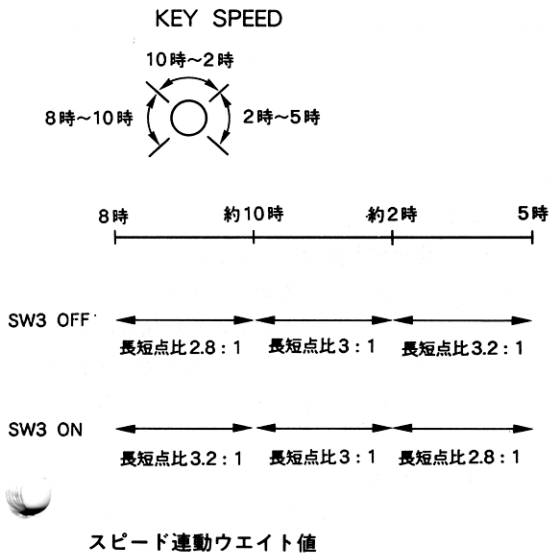 KEY SPEED
10時～2時
8時～10時
2時～5時
8時 約10時 約2時 5時
SW3 OFF
長短点比2.8：1 長短点比3：1 長短点比3.2：1
SW3 ON
長短点比3.2：1 長短点比3：1 長短点比2.8：1
スピード連動ウエイト値